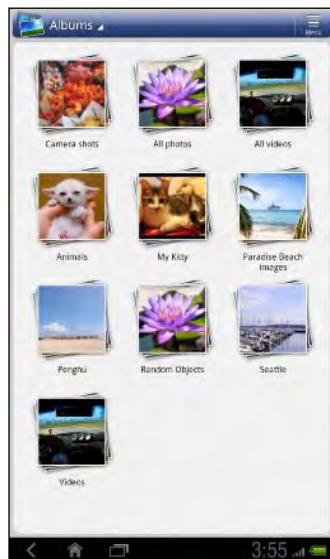 Albums
Menu
Camera shots
All photos
All videos
Animals
My Kitty
Paradise Beach
Images
Penghu
Random Objects
Seattle
Videos
3:55